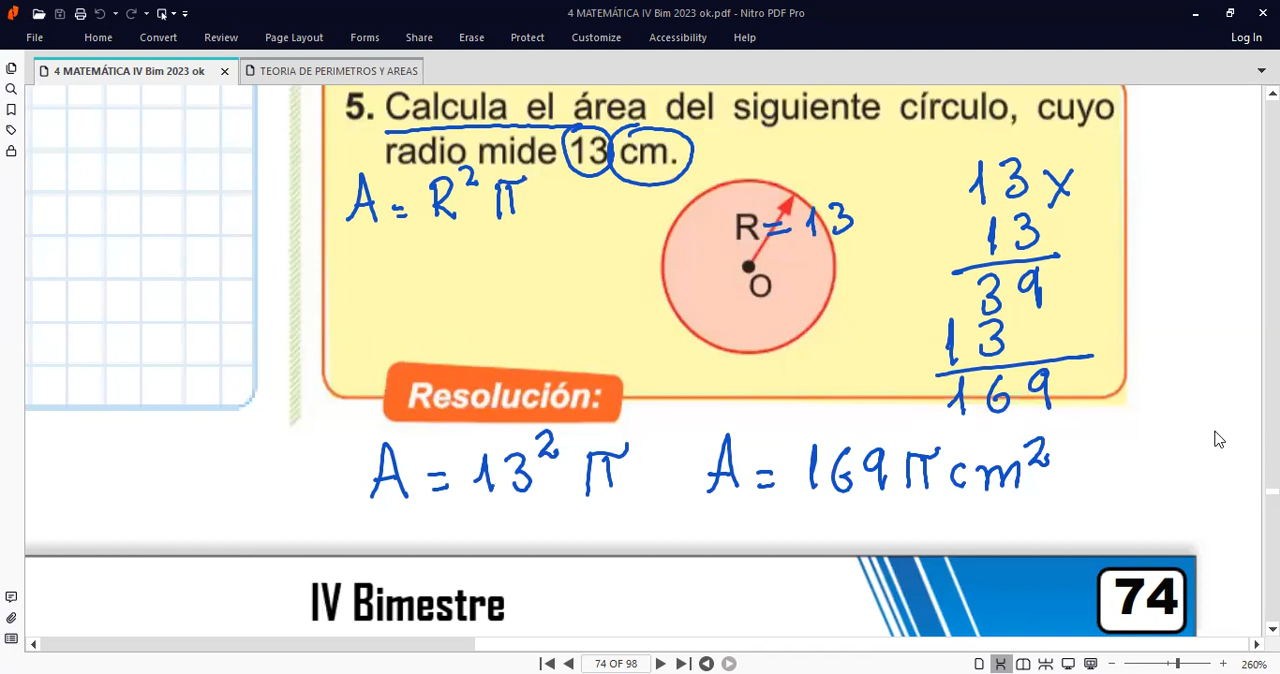 4 MATEMÁTICA IV Bim 2023 ok.pdf - Nitro PDF Pro
File Home Convert Review Page Layout Forms Share Erase Protect Customize Accessibility Help Log In
4 MATEMÁTICA IV Bim 2023 ok × TEORIA DE PERIMETROS Y AREAS
5. Calcula el área del siguiente círculo, cuyo
radio mide 13 cm.
A = R² π
R = 13
O
13 x
13
39
13
169
Resolución:
A = 13² π A = 169 π cm²
IV Bimestre 74
74 OF 98
260%